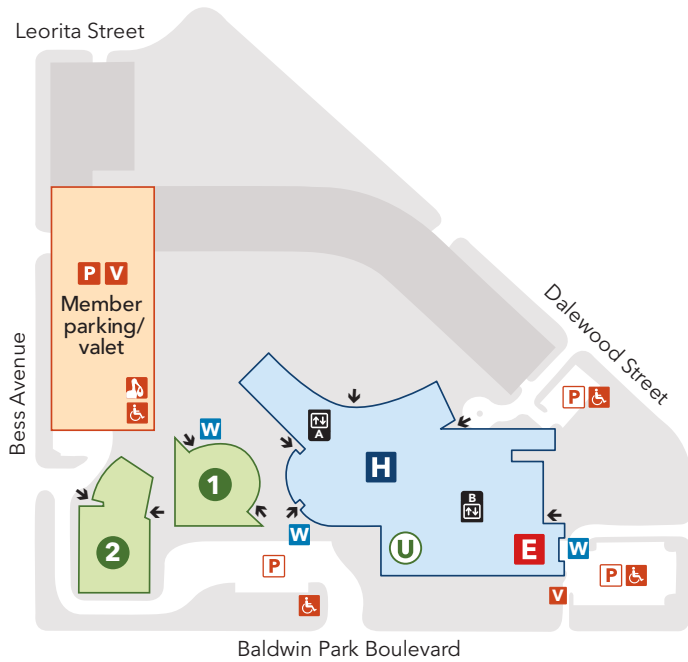 Leorita Street
P V
Member
parking/
valet
Bess Avenue
Dalewood Street
P
W
A
H
1
B
2
W
U
E
W
P
P
V
Baldwin Park Boulevard